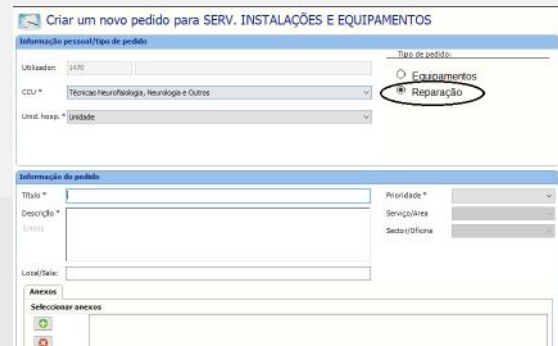 Criar um novo pedido para SERV. INSTALAÇÕES E EQUIPAMENTOS
Informação pessoal/tipo de pedido
Tipo de pedido:
Utilizador: 1470
Equipamentos
CCU * Técnicas Neurofisiologia, Neurologia e Outros
Reparação
Unid. hosp. * Unidade
Informação do pedido
Título *
Prioridade *
Descrição *
Serviço/Area
Sector/Oficina
Local/Sala:
Anexos
Seleccionar anexos